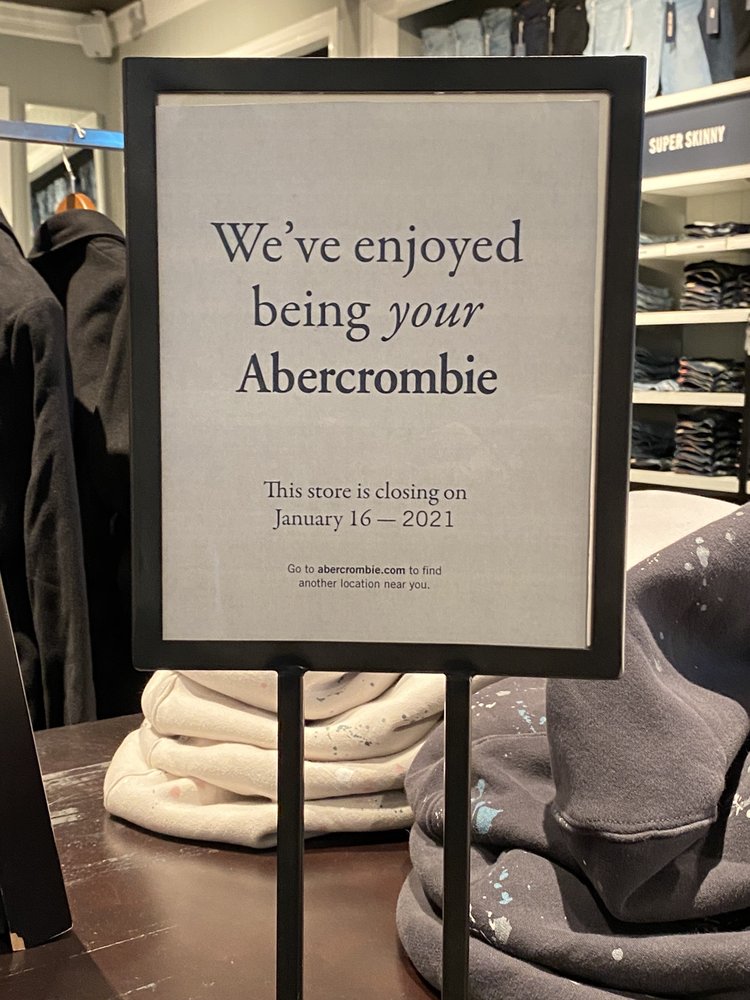 We've enjoyed
being your
Abercrombie
This store is closing on
January 16 — 2021
Go to abercrombie.com to find
another location near you.
SUPER SKINNY